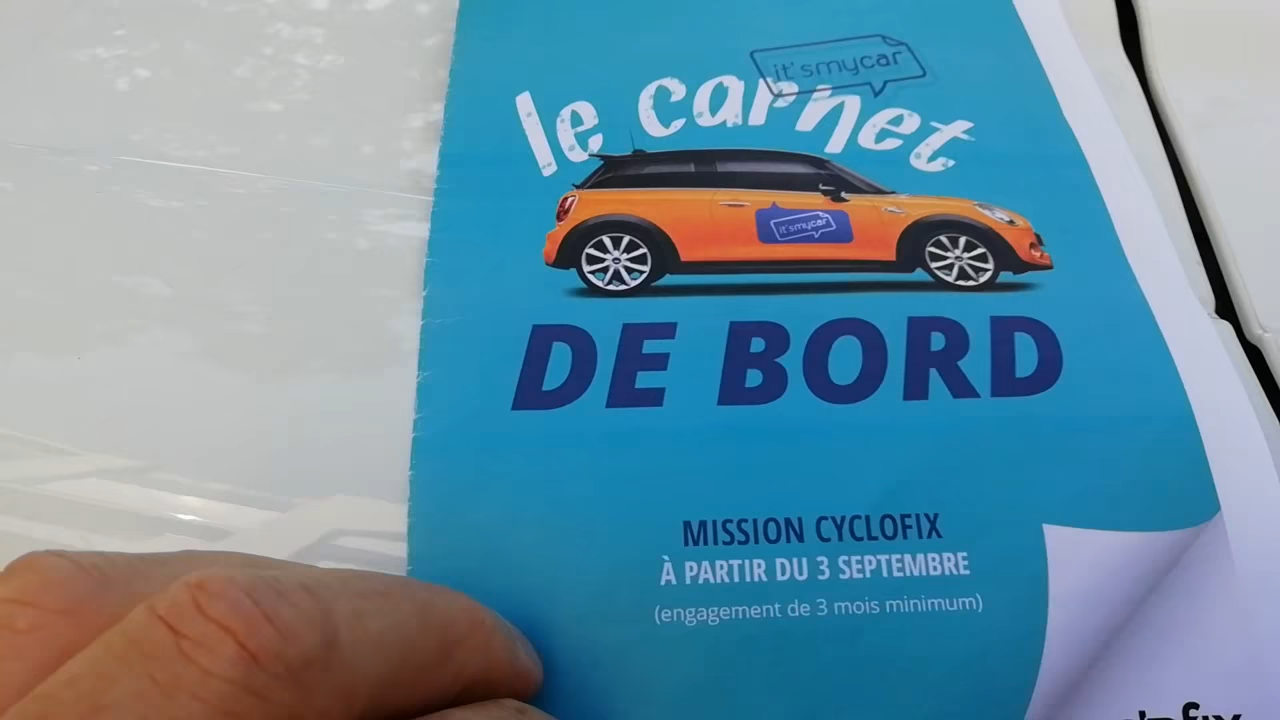 it'smycar
le carnet
it'smycar
DE BORD
MISSION CYCLOFIX
À PARTIR DU 3 SEPTEMBRE
(engagement de 3 mois minimum)